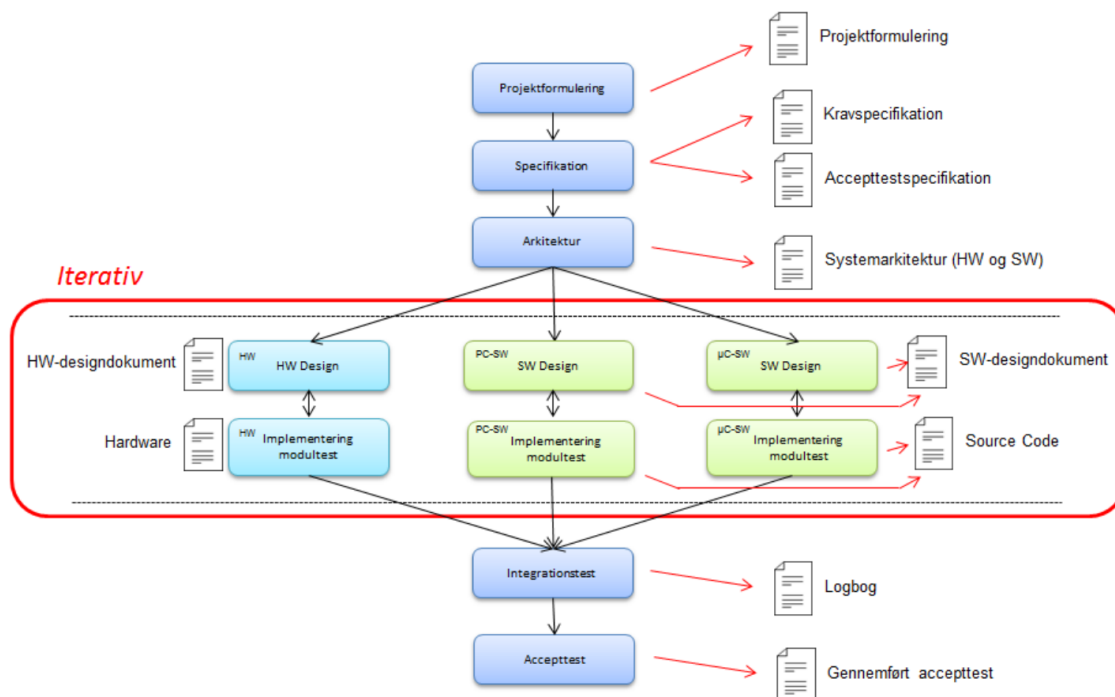 Projektformulering
Projektformulering
Kravspecifikation
Specifikation
Accepttestspecifikation
Arkitektur
Systemarkitektur (HW og SW)
Iterativ
HW-designdokument
HW
HW Design
PC-SW
SW Design
µC-SW
SW Design
SW-designdokument
Hardware
HW
Implementering
modultest
PC-SW
Implementering
modultest
µC-SW
Implementering
modultest
Source Code
Integrationstest
Logbog
Accepttest
Gennemført accepttest